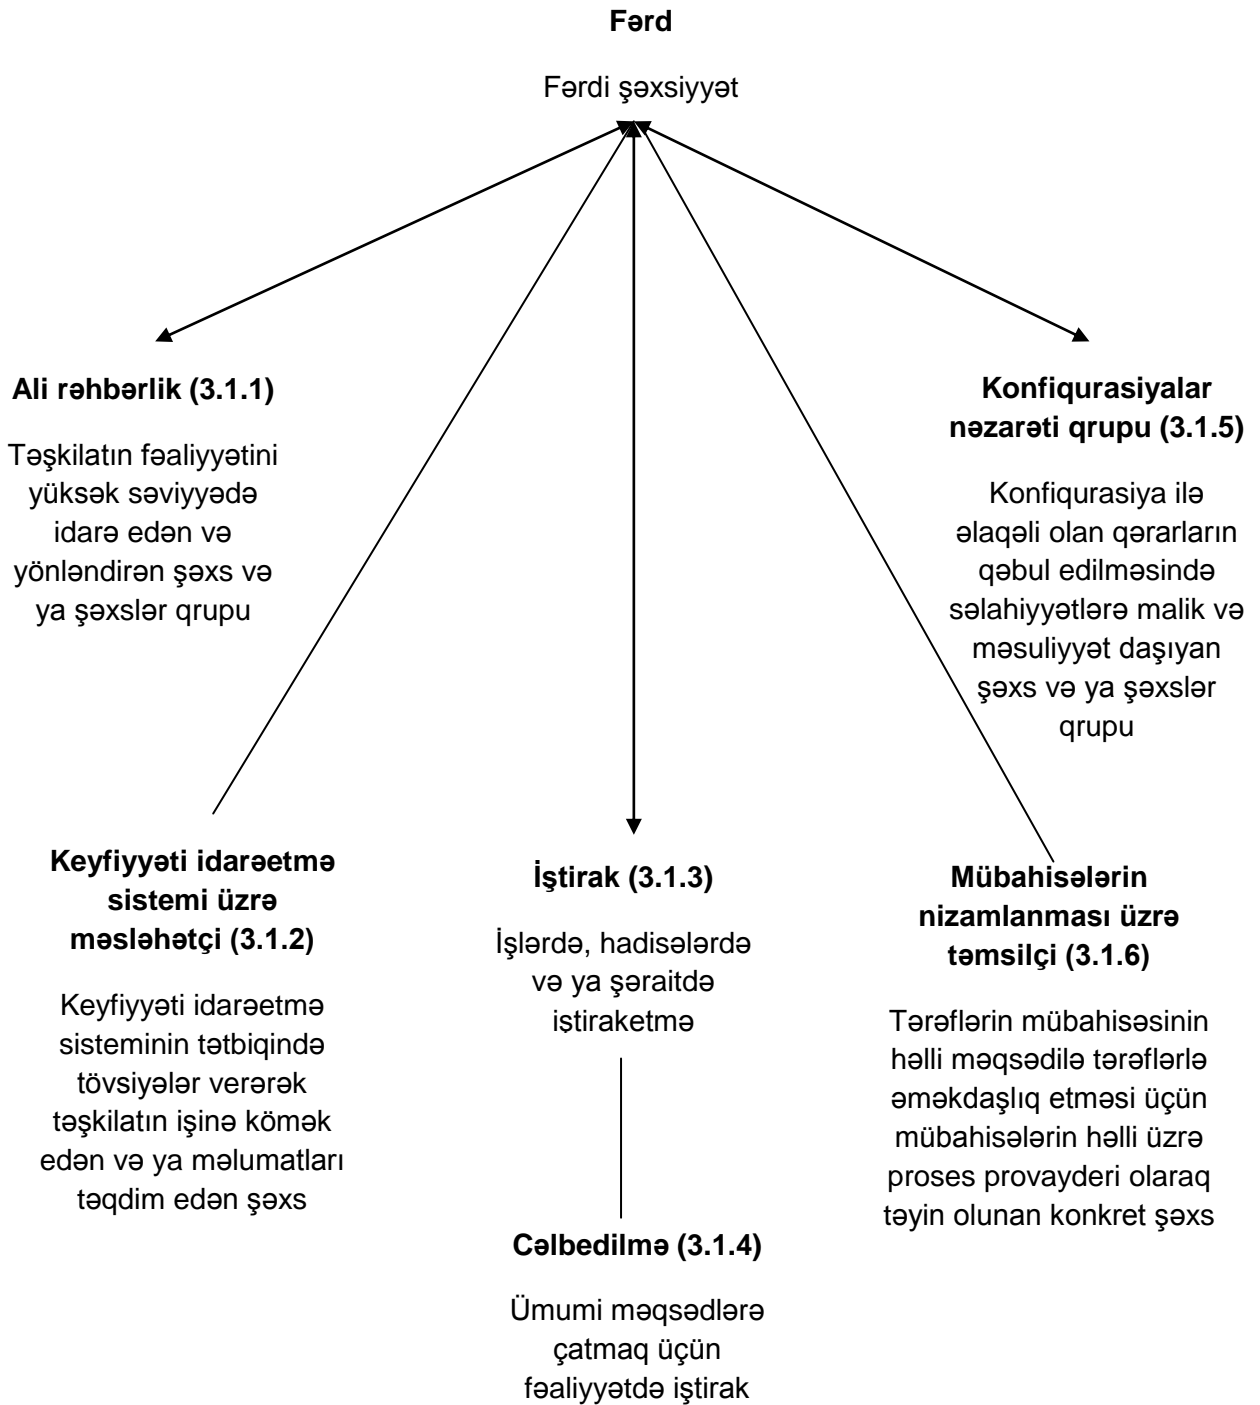 Fərd
Fərdi şəxsiyyət
Ali rəhbərlik (3.1.1)
Təşkilatın fəaliyyətini
yüksək səviyyədə
idarə edən və
yönləndirən şəxs və
ya şəxslər qrupu
Konfiqurasiyalar
nəzarəti qrupu (3.1.5)
Konfiqurasiya ilə
əlaqəli olan qərarların
qəbul edilməsində
səlahiyyətlərə malik və
məsuliyyət daşıyan
şəxs və ya şəxslər
qrupu
Keyfiyyəti idarəetmə
sistemi üzrə
məsləhətçi (3.1.2)
Keyfiyyəti idarəetmə
sisteminin tətbiqində
tövsiyələr verərək
təşkilatın işinə kömək
edən və ya məlumatları
təqdim edən şəxs
İştirak (3.1.3)
İşlərdə, hadisələrdə
və ya şəraitdə
iştiraketmə
Cəlbedilmə (3.1.4)
Ümumi məqsədlərə
çatmaq üçün
fəaliyyətdə iştirak
Mübahisələrin
nizamlanması üzrə
təmsilçi (3.1.6)
Tərəflərin mübahisəsinin
həlli məqsədilə tərəflərlə
əməkdaşlıq etməsi üçün
mübahisələrin həlli üzrə
proses provayderi olaraq
təyin olunan konkret şəxs